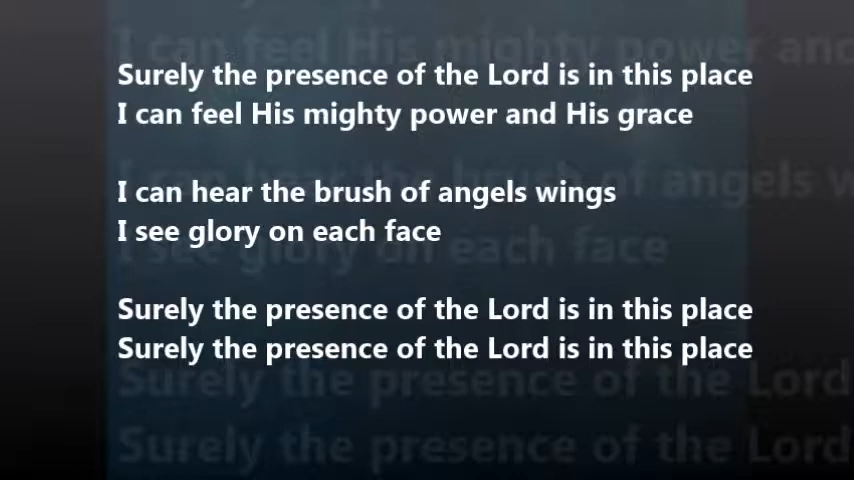 Surely the presence of the Lord is in this place
I can feel His mighty power and His grace
I can hear the brush of angels wings
I see glory on each face
Surely the presence of the Lord is in this place
Surely the presence of the Lord is in this place